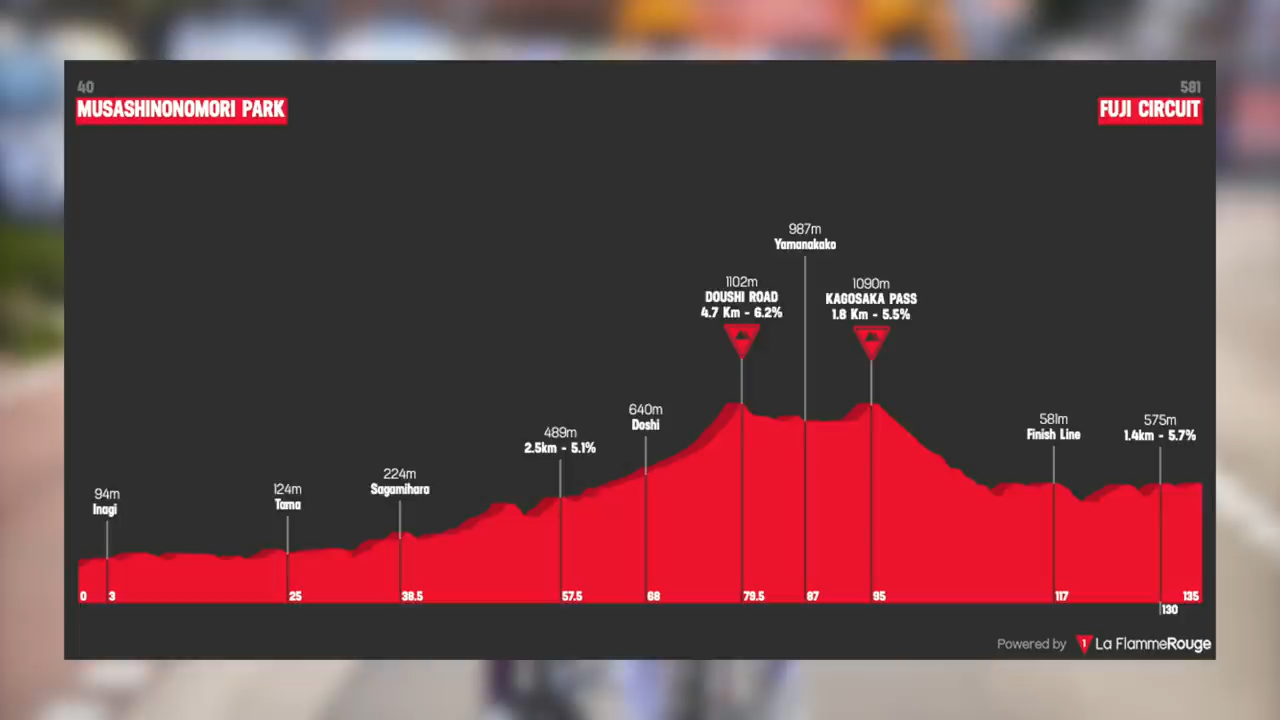 40
MUSASHINONOMORI PARK
581
FUJI CIRCUIT
987m
Yamanakako
1102m
DOUSHI ROAD
4.7 Km - 6.2%
1090m
KAGOSAKA PASS
1.8 Km - 5.5%
640m
Doshi
489m
2.5km - 5.1%
581m
Finish Line
575m
1.4km - 5.7%
224m
Sagamihara
94m
Inagi
124m
Tama
0
3
25
38.5
57.5
68
79.5
87
95
117
135
130
Powered by 1 La FlammeRouge